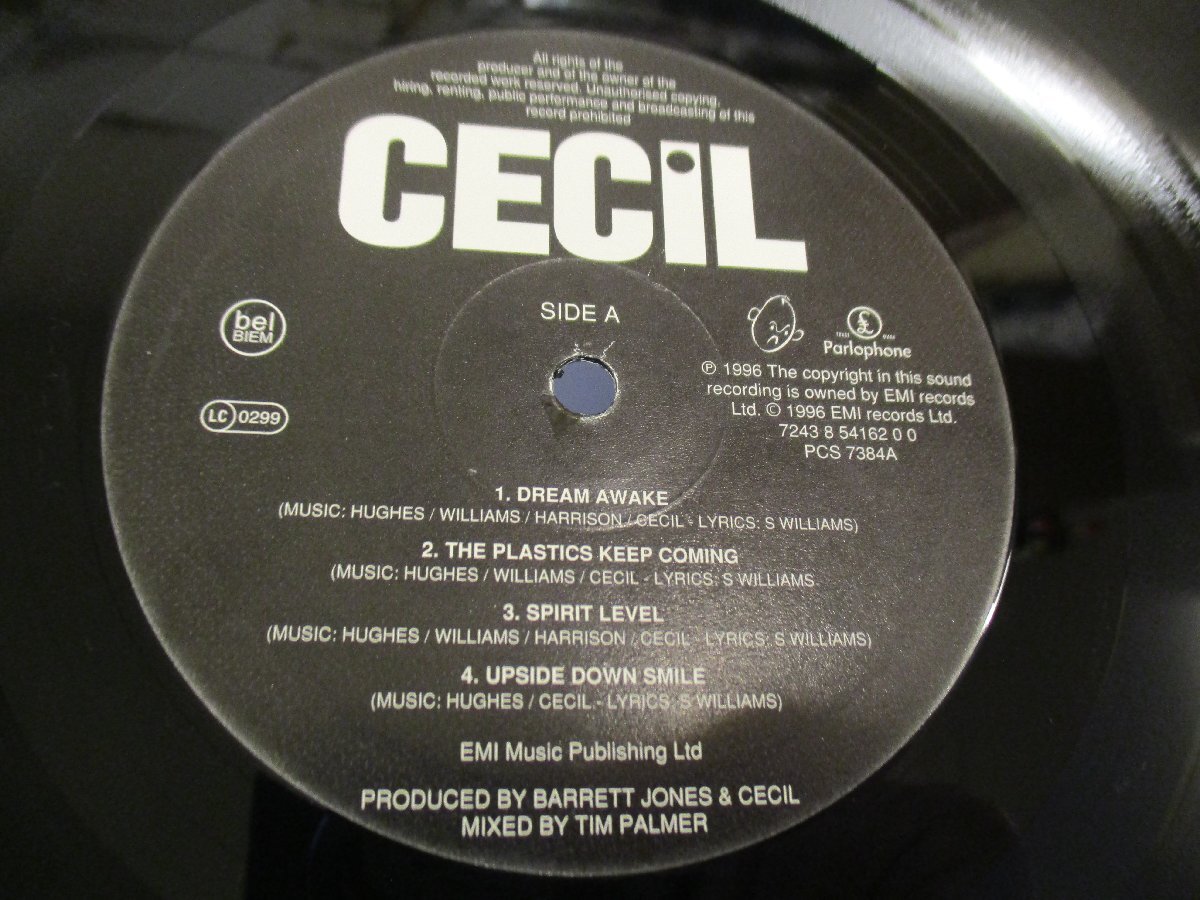 All rights of the
producer and of the owner of the
recorded work reserved. Unauthorised copying,
hiring, renting, public performance and broadcasting of this
record prohibited
CECiL
SIDE A
bel
BIEM
LC 0299
£
TRADE MARK
Parlophone
℗ 1996 The copyright in this sound
recording is owned by EMI records
Ltd. © 1996 EMI records Ltd.
7243 8 54162 0 0
PCS 7384A
1. DREAM AWAKE
(MUSIC: HUGHES / WILLIAMS / HARRISON / CECIL - LYRICS: S WILLIAMS)
2. THE PLASTICS KEEP COMING
(MUSIC: HUGHES / WILLIAMS / CECIL - LYRICS: S WILLIAMS
3. SPIRIT LEVEL
(MUSIC: HUGHES / WILLIAMS / HARRISON / CECIL - LYRICS: S WILLIAMS)
4. UPSIDE DOWN SMILE
(MUSIC: HUGHES / CECIL - LYRICS: S WILLIAMS)
EMI Music Publishing Ltd
PRODUCED BY BARRETT JONES & CECIL
MIXED BY TIM PALMER